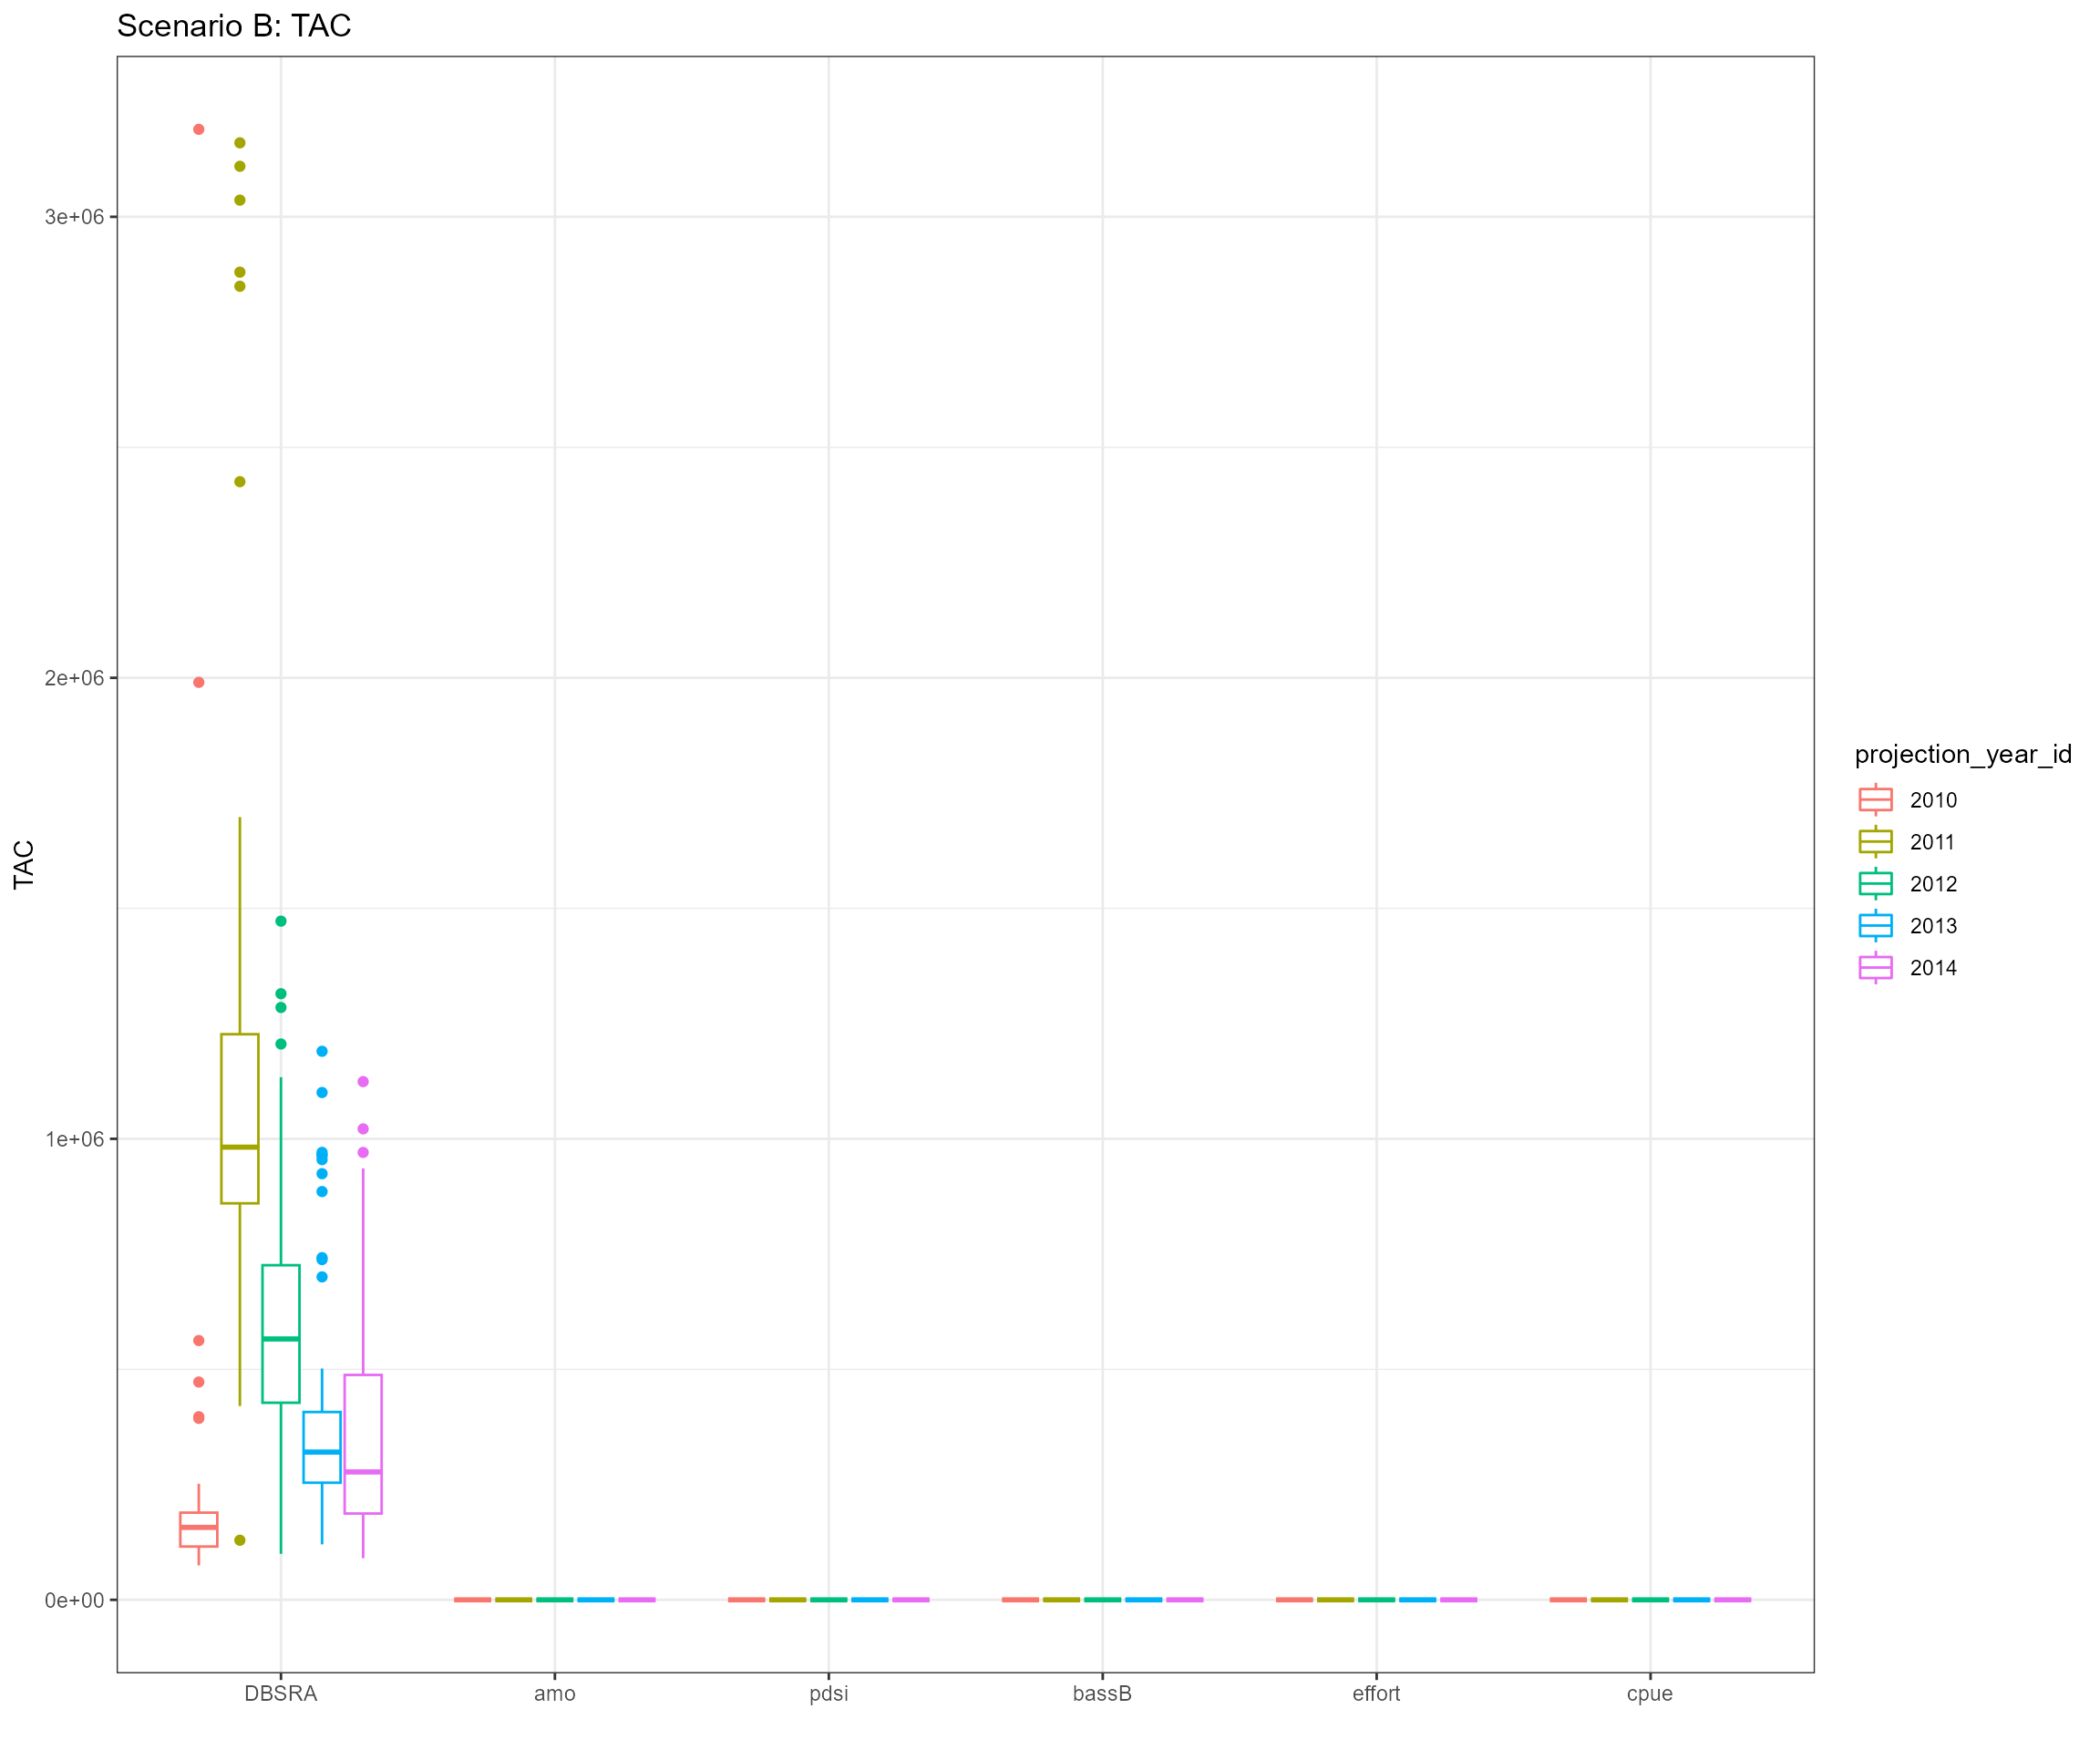 Scenario B: TAC
3e+06
2e+06
1e+06
0e+00
TAC
DBSRA amo pdsi bassB effort cpue
projection_year_id
2010
2011
2012
2013
2014